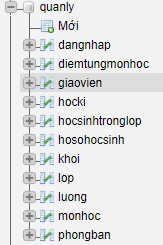 quanly
Mới
dangnhap
diemtungmonhoc
giaovien
hocki
hocsinhtronglop
hosohocsinh
khoi
lop
luong
monhoc
phongban